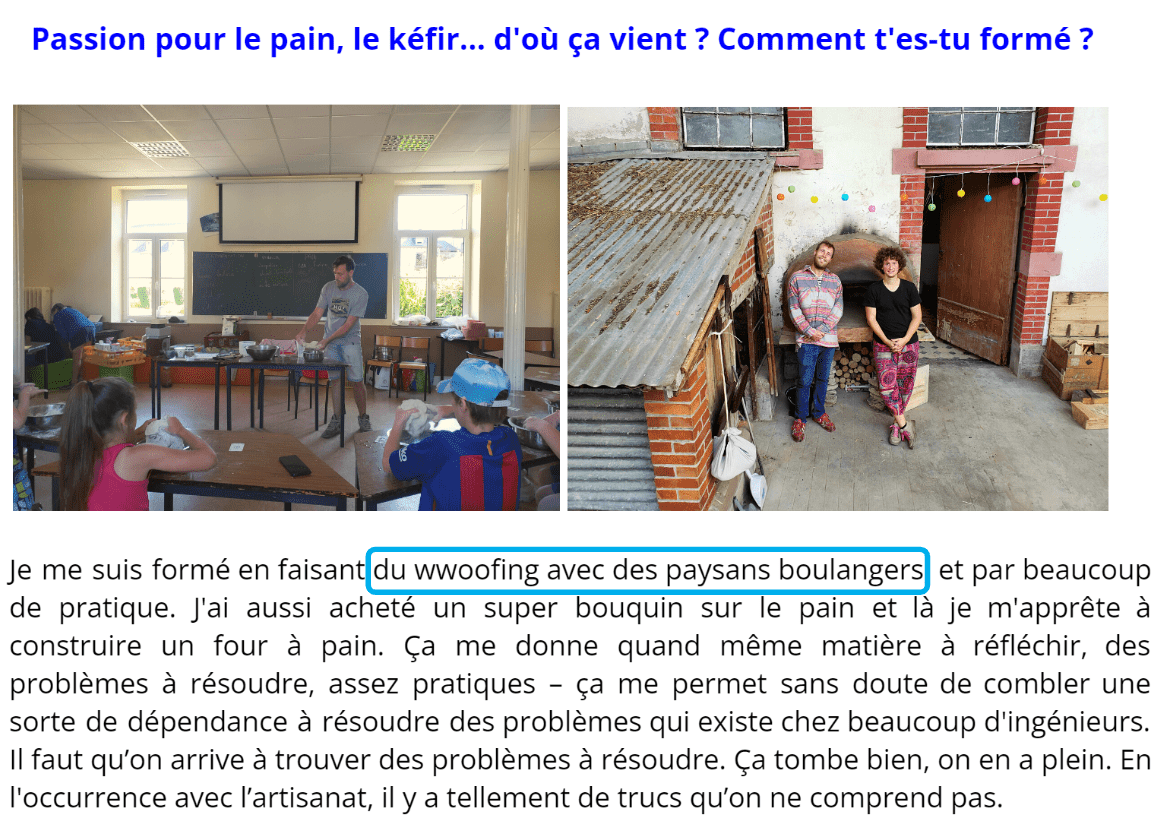 Passion pour le pain, le kéfir... d'où ça vient ? Comment t'es-tu formé ?
Je me suis formé en faisant du wwoofing avec des paysans boulangers et par beaucoup
de pratique. J'ai aussi acheté un super bouquin sur le pain et là je m'apprête à
construire un four à pain. Ça me donne quand même matière à réfléchir, des
problèmes à résoudre, assez pratiques – ça me permet sans doute de combler une
sorte de dépendance à résoudre des problèmes qui existe chez beaucoup d'ingénieurs.
Il faut qu’on arrive à trouver des problèmes à résoudre. Ça tombe bien, on en a plein. En
l'occurrence avec l’artisanat, il y a tellement de trucs qu’on ne comprend pas.